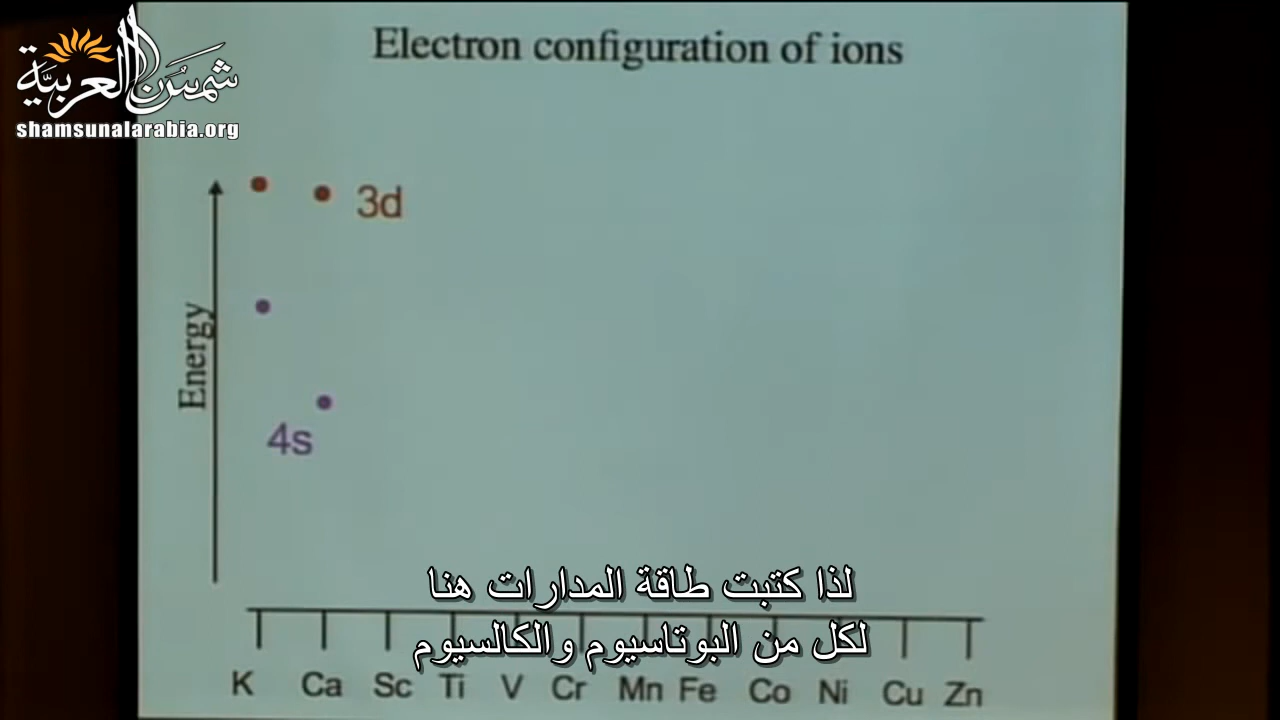 شمس العربية
shamsunalarabia.org
Electron configuration of ions
3d
Energy
4s
لذا كتبت طاقة المدارات هنا
لكل من البوتاسيوم والكالسيوم
K Ca Sc Ti V Cr Mn Fe Co Ni Cu Zn